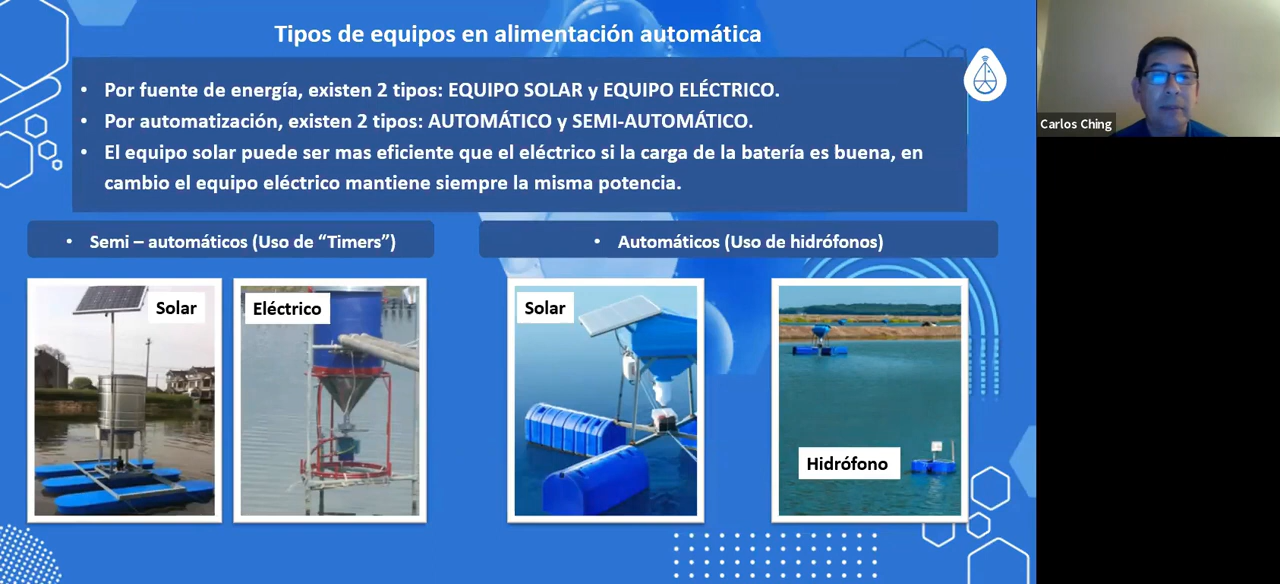 Tipos de equipos en alimentación automática
• Por fuente de energía, existen 2 tipos: EQUIPO SOLAR y EQUIPO ELÉCTRICO.
• Por automatización, existen 2 tipos: AUTOMÁTICO y SEMI-AUTOMÁTICO.
• El equipo solar puede ser mas eficiente que el eléctrico si la carga de la batería es buena, en
cambio el equipo eléctrico mantiene siempre la misma potencia.
• Semi – automáticos (Uso de “Timers”)
• Automáticos (Uso de hidrófonos)
Solar
Eléctrico
Solar
Hidrófono
Carlos Ching